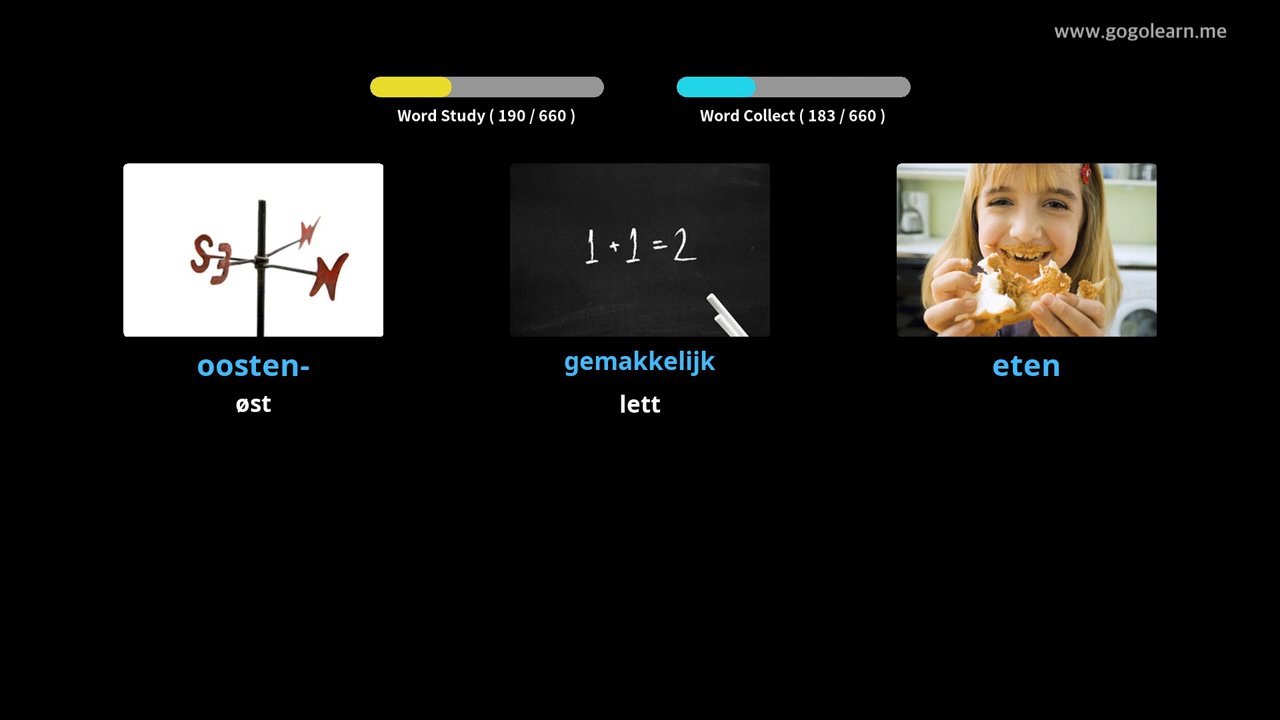 www.gogolearn.me
Word Study ( 190 / 660 )
Word Collect ( 183 / 660 )
S E N W
1 + 1 = 2
oosten-
gemakkelijk
eten
øst
lett